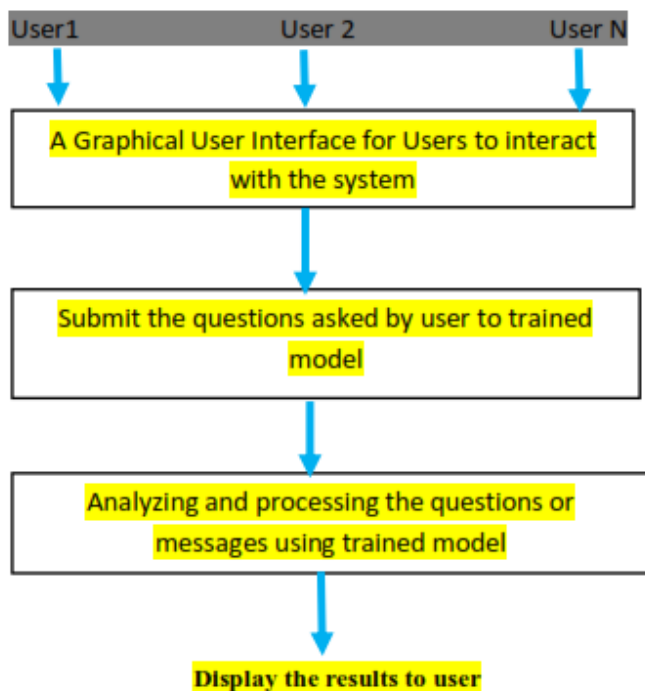 User1 User 2 User N
A Graphical User Interface for Users to interact
with the system
Submit the questions asked by user to trained
model
Analyzing and processing the questions or
messages using trained model
Display the results to user